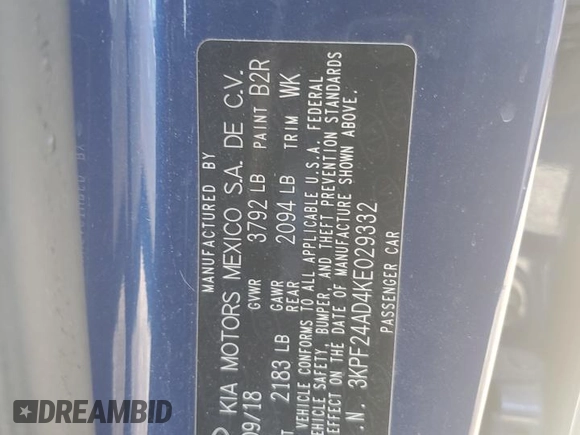 MANUFACTURED BY
KIA MOTORS MEXICO S.A. DE C.V.
09/18 GVWR 3792 LB PAINT B2R
2183 LB GAWR REAR 2094 LB TRIM WK
VEHICLE CONFORMS TO ALL APPLICABLE U.S.A. FEDERAL
VEHICLE SAFETY, BUMPER, AND THEFT PREVENTION STANDARDS
EFFECT ON THE DATE OF MANUFACTURE SHOWN ABOVE.
.N. 3KPF24AD4KE029332
PASSENGER CAR
DREAMBID